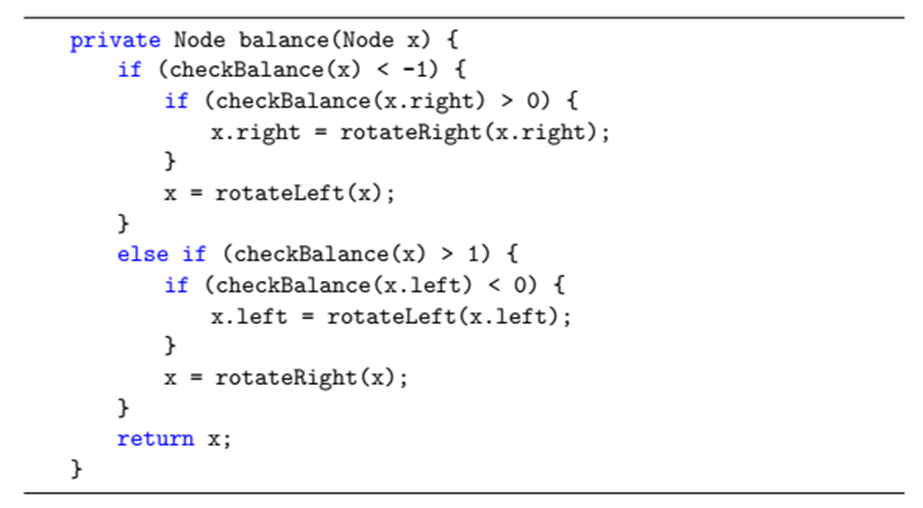 private Node balance(Node x) {
if (checkBalance(x) < -1) {
if (checkBalance(x.right) > 0) {
x.right = rotateRight(x.right);
}
x = rotateLeft(x);
}
else if (checkBalance(x) > 1) {
if (checkBalance(x.left) < 0) {
x.left = rotateLeft(x.left);
}
x = rotateRight(x);
}
return x;
}